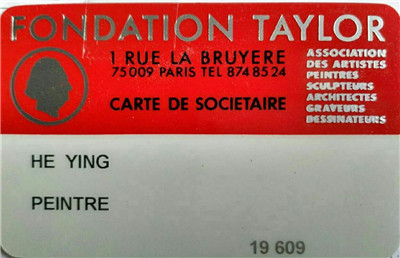 FONDATION TAYLOR
1 RUE LA BRUYERE
75009 PARIS TEL 874 85 24
CARTE DE SOCIETAIRE
ASSOCIATION
DES ARTISTES
PEINTRES
SCULPTEURS
ARCHITECTES
GRAVEURS
DESSINATEURS
HE YING
PEINTRE
19 609